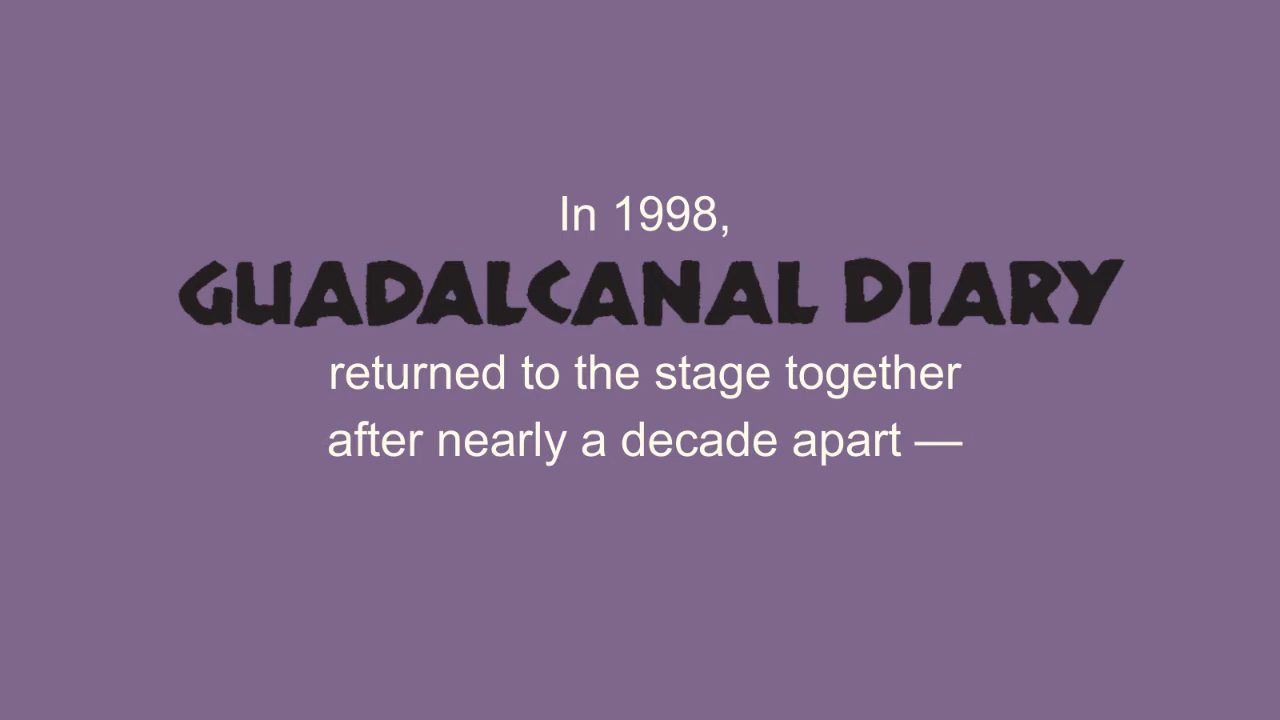 In 1998,
GUADALCANAL DIARY
returned to the stage together
after nearly a decade apart —